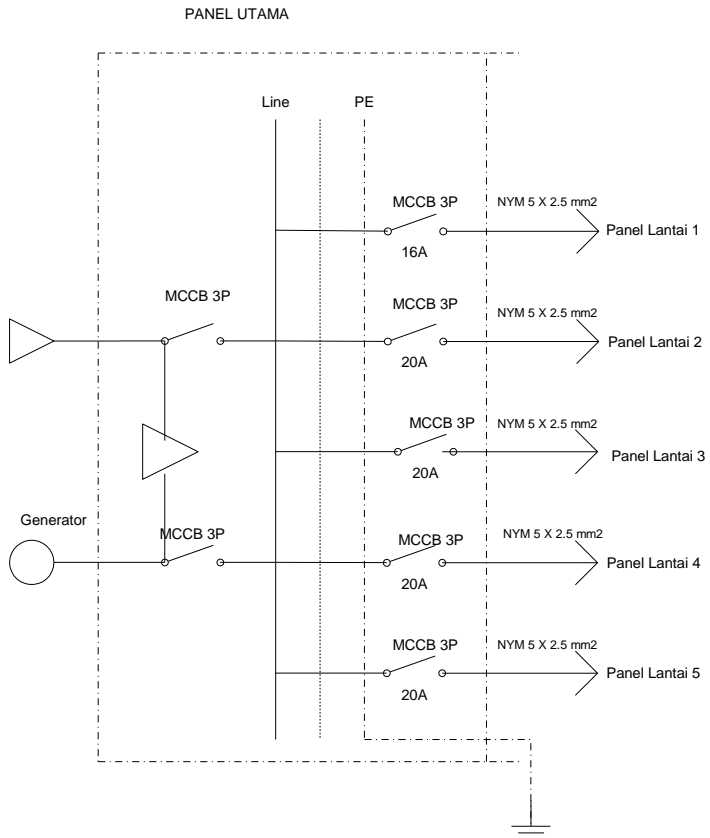 PANEL UTAMA
Line
PE
MCCB 3P
NYM 5 X 2.5 mm2
Panel Lantai 1
16A
MCCB 3P
MCCB 3P
NYM 5 X 2.5 mm2
Panel Lantai 2
20A
MCCB 3P
NYM 5 X 2.5 mm2
Panel Lantai 3
20A
Generator
MCCB 3P
MCCB 3P
NYM 5 X 2.5 mm2
Panel Lantai 4
20A
MCCB 3P
NYM 5 X 2.5 mm2
Panel Lantai 5
20A